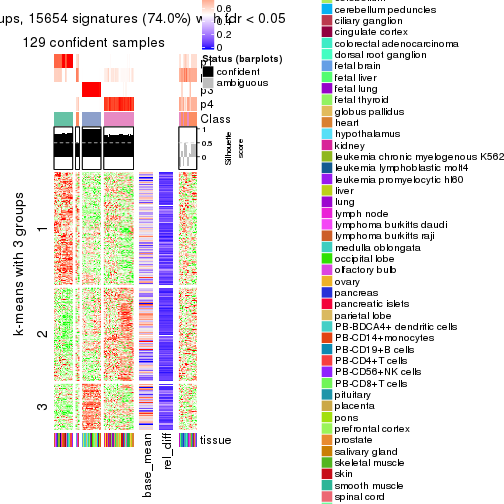 ups, 15654 signatures (74.0%) with fdr < 0.05
129 confident samples
0.6
0.4
0.2
0
Status (barplots)
confident
ambiguous
p3
p4
Class
1
0.5
0
Silhouette
score
k-means with 3 groups
1
2
3
base_mean
rel_diff
tissue
cerebellum peduncles
ciliary ganglion
cingulate cortex
colorectal adenocarcinoma
dorsal root ganglion
fetal brain
fetal liver
fetal lung
fetal thyroid
globus pallidus
heart
hypothalamus
kidney
leukemia chronic myelogenous K562
leukemia lymphoblastic molt4
leukemia promyelocytic hl60
liver
lung
lymph node
lymphoma burkitts daudi
lymphoma burkitts raji
medulla oblongata
occipital lobe
olfactory bulb
ovary
pancreas
pancreatic islets
parietal lobe
PB-BDCA4+ dendritic cells
PB-CD14+monocytes
PB-CD19+B cells
PB-CD4+T cells
PB-CD56+NK cells
PB-CD8+T cells
pituitary
placenta
pons
prefrontal cortex
prostate
salivary gland
skeletal muscle
skin
smooth muscle
spinal cord